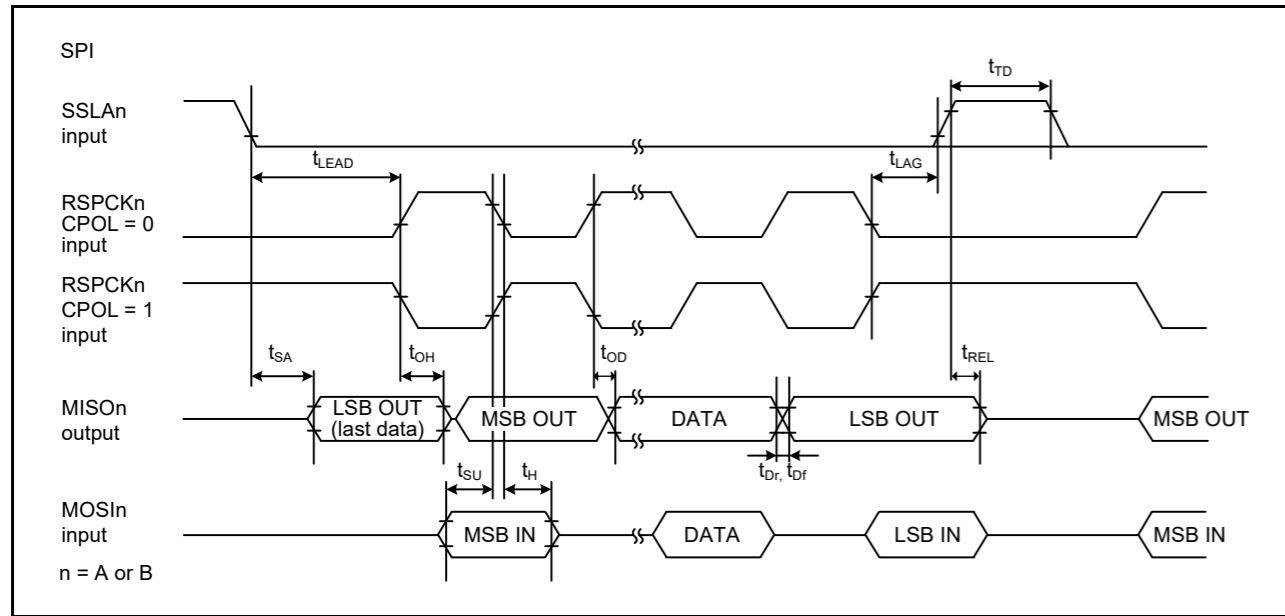 SPI
SSLAn
input
tTD
tLEAD
tLAG
RSPCKn
CPOL = 0
input
RSPCKn
CPOL = 1
input
tSA
tOH
tOD
tREL
MISOn
output
LSB OUT
(last data)
MSB OUT
DATA
LSB OUT
MSB OUT
tSU
tH
tDr, tDf
MOSIn
input
MSB IN
DATA
LSB IN
MSB IN
n = A or B